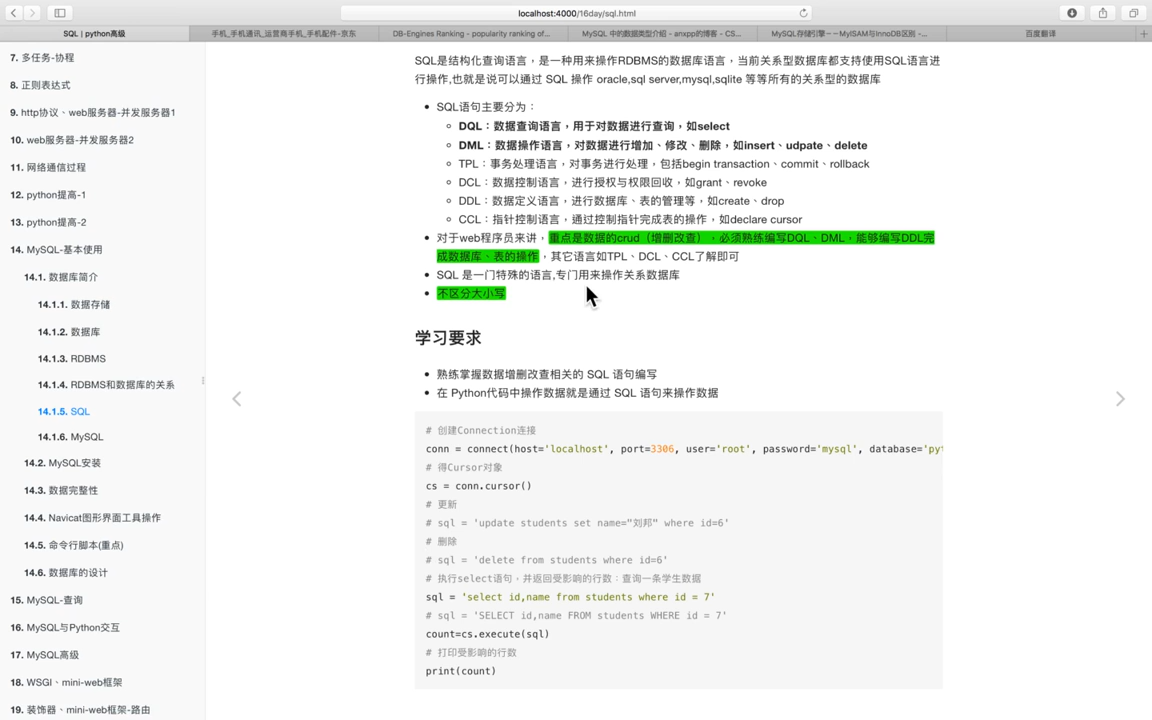 localhost:4000/16day/sql.html
SQL | python高级
手机_手机通讯_运营商手机_手机配件-京东
DB-Engines Ranking - popularity ranking of...
MySQL 中的数据类型介绍 - anxpp的博客 - CS...
MySQL存储引擎－－MyISAM与InnoDB区别 -...
百度翻译
7. 多任务-协程
8. 正则表达式
9. http协议、web服务器-并发服务器1
10. web服务器-并发服务器2
11. 网络通信过程
12. python提高-1
13. python提高-2
14. MySQL-基本使用
14.1. 数据库简介
14.1.1. 数据存储
14.1.2. 数据库
14.1.3. RDBMS
14.1.4. RDBMS和数据库的关系
14.1.5. SQL
14.1.6. MySQL
14.2. MySQL安装
14.3. 数据完整性
14.4. Navicat图形界面工具操作
14.5. 命令行脚本(重点)
14.6. 数据库的设计
15. MySQL-查询
16. MySQL与Python交互
17. MySQL高级
18. WSGI、mini-web框架
19. 装饰器、mini-web框架-路由
SQL是结构化查询语言，是一种用来操作RDBMS的数据库语言，当前关系型数据库都支持使用SQL语言进
行操作,也就是说可以通过 SQL 操作 oracle,sql server,mysql,sqlite 等等所有的关系型的数据库
SQL语句主要分为：
DQL：数据查询语言，用于对数据进行查询，如select
DML：数据操作语言，对数据进行增加、修改、删除，如insert、udpate、delete
TPL：事务处理语言，对事务进行处理，包括begin transaction、commit、rollback
DCL：数据控制语言，进行授权与权限回收，如grant、revoke
DDL：数据定义语言，进行数据库、表的管理等，如create、drop
CCL：指针控制语言，通过控制指针完成表的操作，如declare cursor
对于web程序员来讲，重点是数据的crud（增删改查），必须熟练编写DQL、DML，能够编写DDL完
成数据库、表的操作，其它语言如TPL、DCL、CCL了解即可
SQL 是一门特殊的语言,专门用来操作关系数据库
不区分大小写
学习要求
熟练掌握数据增删改查相关的 SQL 语句编写
在 Python代码中操作数据就是通过 SQL 语句来操作数据
# 创建Connection连接
conn = connect(host='localhost', port=3306, user='root', password='mysql', database='pyt
# 得Cursor对象
cs = conn.cursor()
# 更新
# sql = 'update students set name="刘邦" where id=6'
# 删除
# sql = 'delete from students where id=6'
# 执行select语句，并返回受影响的行数：查询一条学生数据
sql = 'select id,name from students where id = 7'
# sql = 'SELECT id,name FROM students WHERE id = 7'
count=cs.execute(sql)
# 打印受影响的行数
print(count)